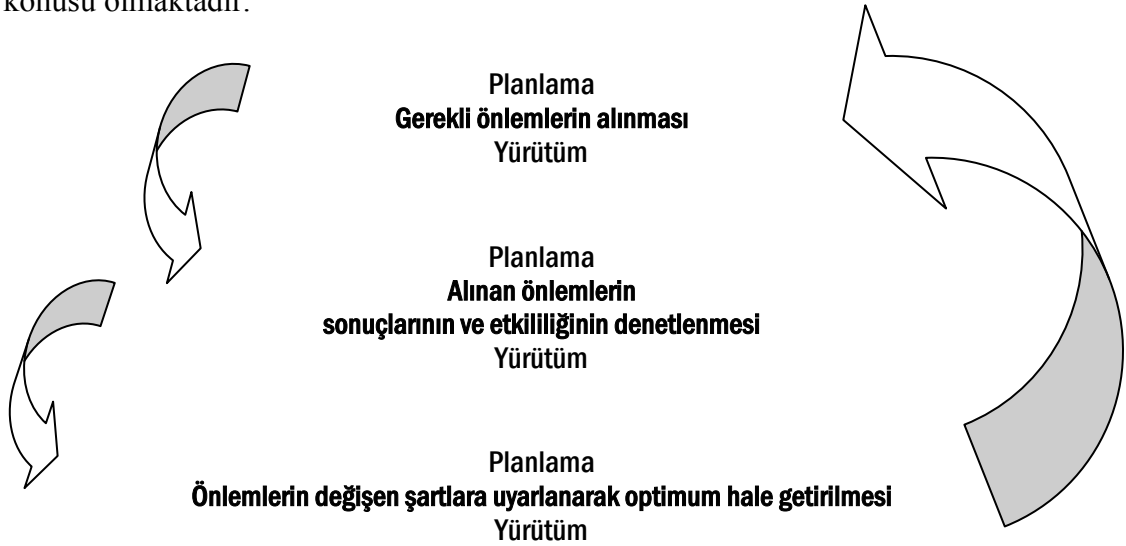 konusu olmaktadır.
Planlama
Gerekli önlemlerin alınması
Yürütüm
Planlama
Alınan önlemlerin
sonuçlarının ve etkililiğinin denetlenmesi
Yürütüm
Planlama
Önlemlerin değişen şartlara uyarlanarak optimum hale getirilmesi
Yürütüm